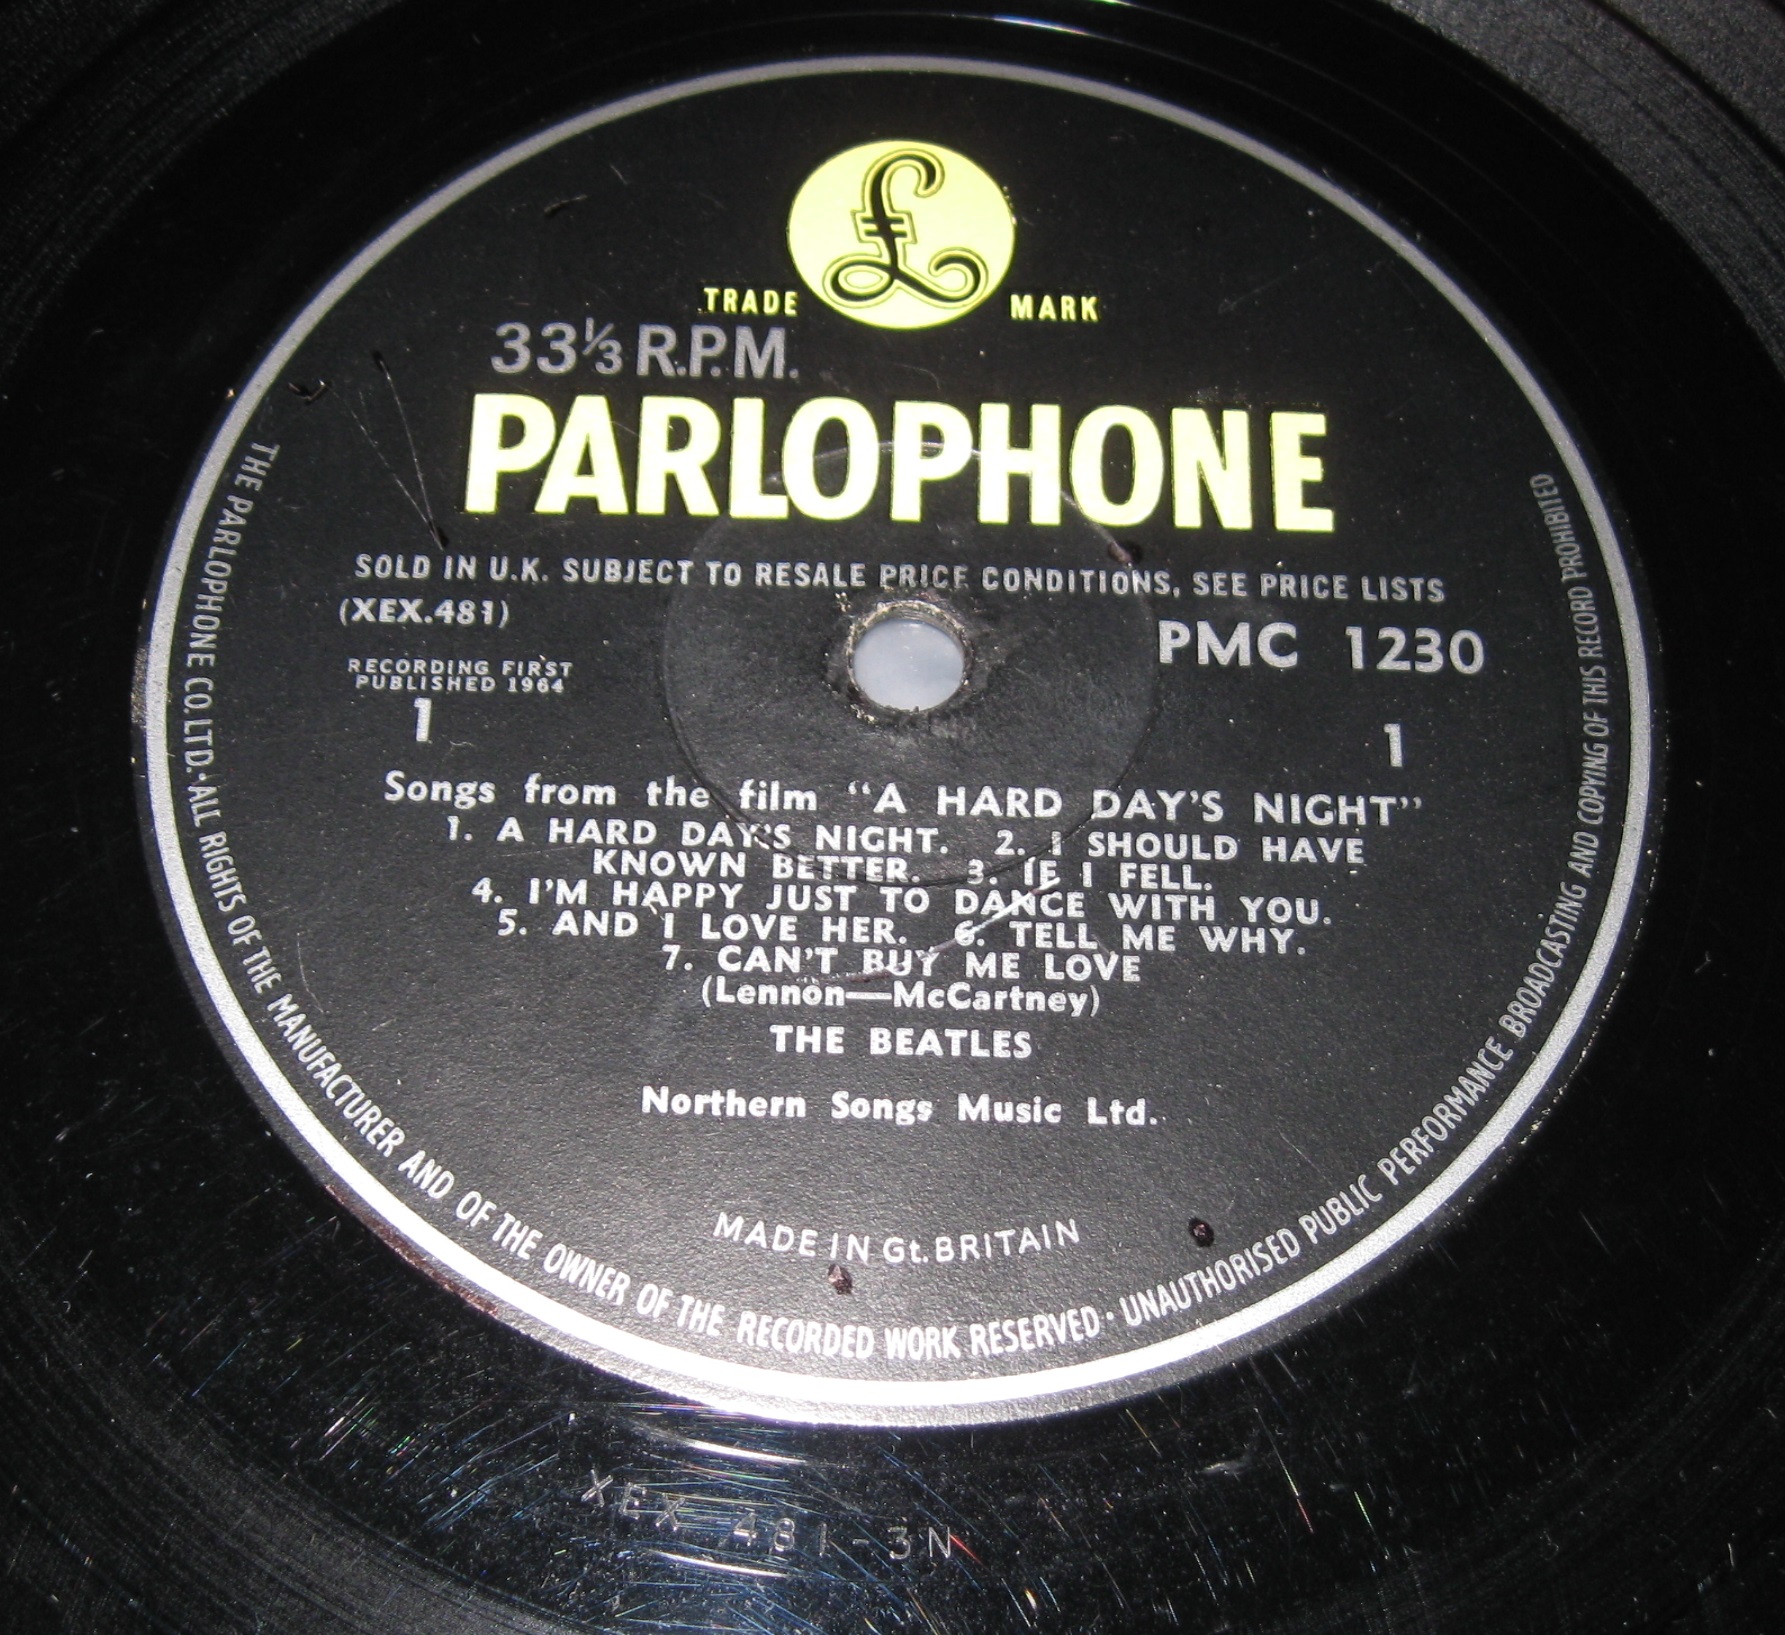 £
TRADE MARK
33⅓ R.P.M.
PARLOPHONE
SOLD IN U.K. SUBJECT TO RESALE PRICE CONDITIONS, SEE PRICE LISTS
(XEX.481)
PMC 1230
RECORDING FIRST
PUBLISHED 1964
1
1
Songs from the film "A HARD DAY'S NIGHT"
1. A HARD DAY'S NIGHT. 2. I SHOULD HAVE
KNOWN BETTER. 3. IF I FELL.
4. I'M HAPPY JUST TO DANCE WITH YOU.
5. AND I LOVE HER. 6. TELL ME WHY.
7. CAN'T BUY ME LOVE
(Lennon—McCartney)
THE BEATLES
Northern Songs Music Ltd.
MADE IN Gt. BRITAIN
THE PARLOPHONE CO. LTD. · ALL RIGHTS OF THE MANUFACTURER AND OF THE OWNER OF THE RECORDED WORK RESERVED · UNAUTHORISED PUBLIC PERFORMANCE BROADCASTING AND COPYING OF THIS RECORD PROHIBITED
XEX 481-3N